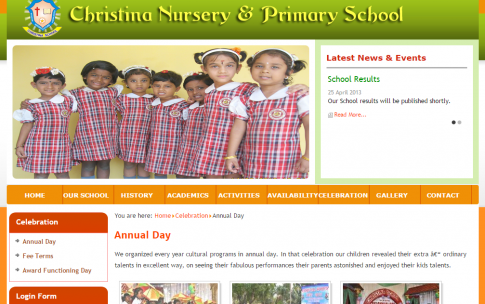 Christina Nursery & Primary School
Latest News & Events
School Results
25 April 2013
Our School results will be published shortly.
Read More...
HOME OUR SCHOOL HISTORY ACADEMICS ACTIVITIES AVAILABILITY CELEBRATION GALLERY CONTACT
Celebration
Annual Day
Fee Terms
Award Functioning Day
Login Form
You are here: Home›Celebration›Annual Day
Annual Day
We organized every year cultural programs in annual day. In that celebration our children revealed their extra â€“ ordinary
talents in excellent way, on seeing their fabulous performances their parents astonished and enjoyed their kids talents.